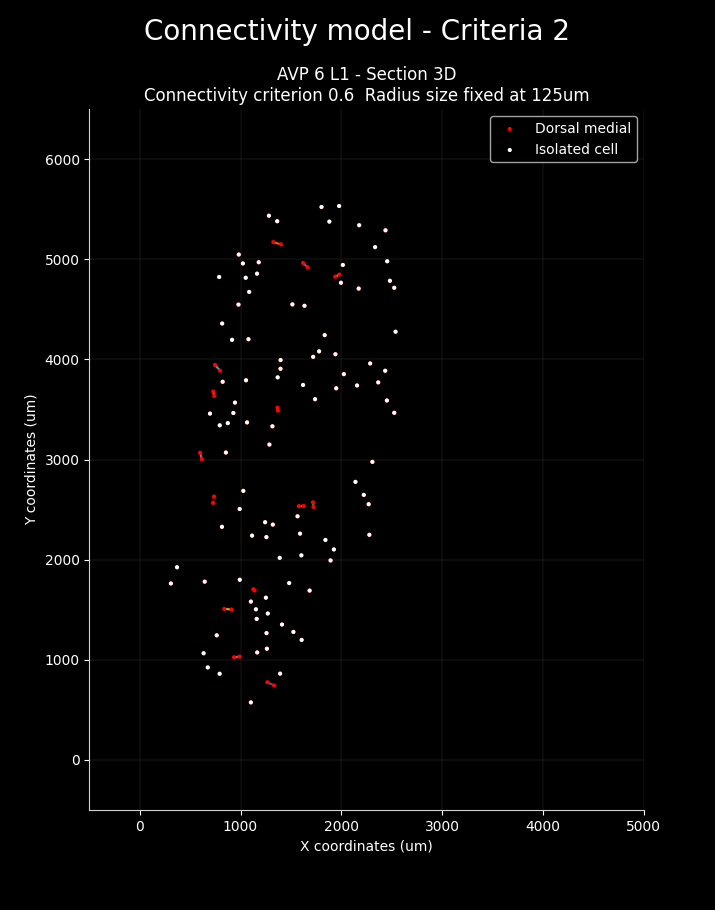 Connectivity model - Criteria 2
AVP 6 L1 - Section 3D
Connectivity criterion 0.6  Radius size fixed at 125um
Dorsal medial
Isolated cell
Y coordinates (um)
6000
5000
4000
3000
2000
1000
0
0 1000 2000 3000 4000 5000
X coordinates (um)